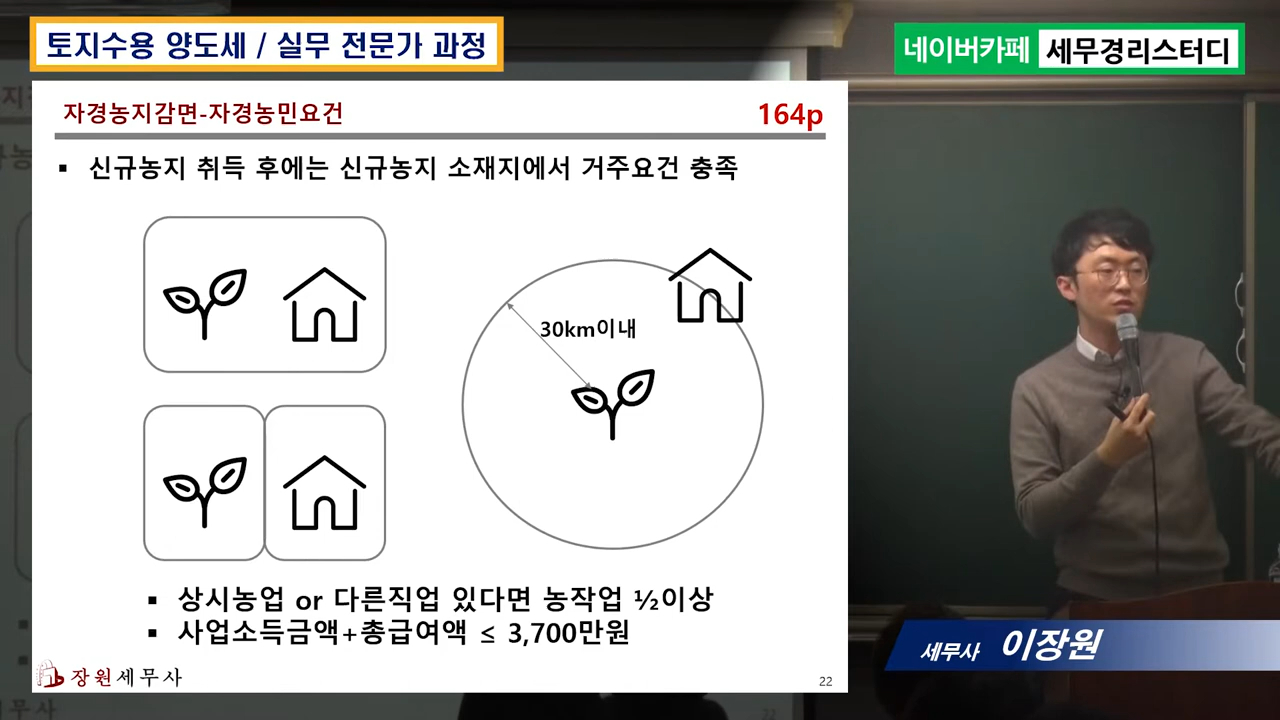 토지수용 양도세 / 실무 전문가 과정
네이버카페 세무경리스터디
자경농지감면-자경농민요건
164p
▪ 신규농지 취득 후에는 신규농지 소재지에서 거주요건 충족
30km이내
▪ 상시농업 or 다른직업 있다면 농작업 ½이상
▪ 사업소득금액+총급여액 ≤ 3,700만원
장원세무사
22
세무사 이장원